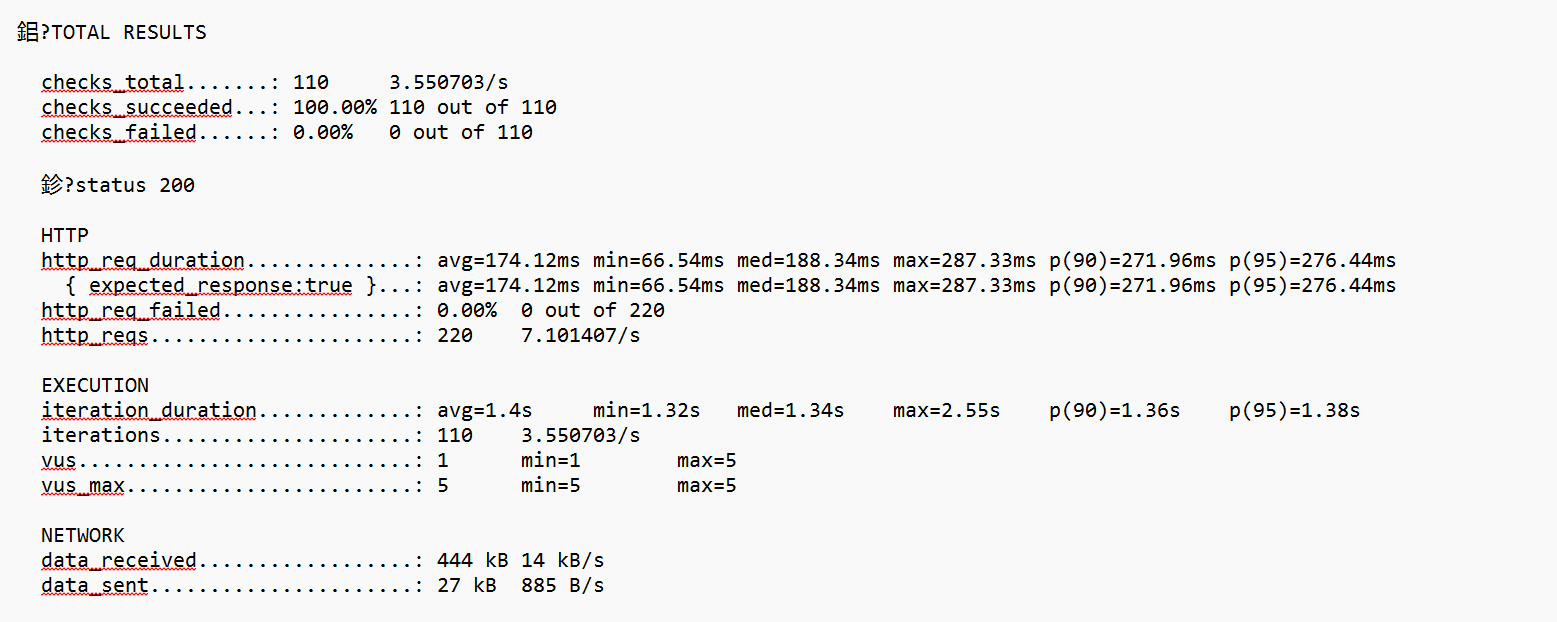 鈻?TOTAL RESULTS
checks_total.......: 110     3.550703/s
checks_succeeded...: 100.00% 110 out of 110
checks_failed......: 0.00%   0 out of 110
鉁?status 200
HTTP
http_req_duration..............: avg=174.12ms min=66.54ms med=188.34ms max=287.33ms p(90)=271.96ms p(95)=276.44ms
{ expected_response:true }...: avg=174.12ms min=66.54ms med=188.34ms max=287.33ms p(90)=271.96ms p(95)=276.44ms
http_req_failed................: 0.00%  0 out of 220
http_reqs......................: 220    7.101407/s
EXECUTION
iteration_duration.............: avg=1.4s     min=1.32s   med=1.34s    max=2.55s    p(90)=1.36s    p(95)=1.38s
iterations.....................: 110    3.550703/s
vus............................: 1      min=1        max=5
vus_max........................: 5      min=5        max=5
NETWORK
data_received..................: 444 kB 14 kB/s
data_sent......................: 27 kB  885 B/s